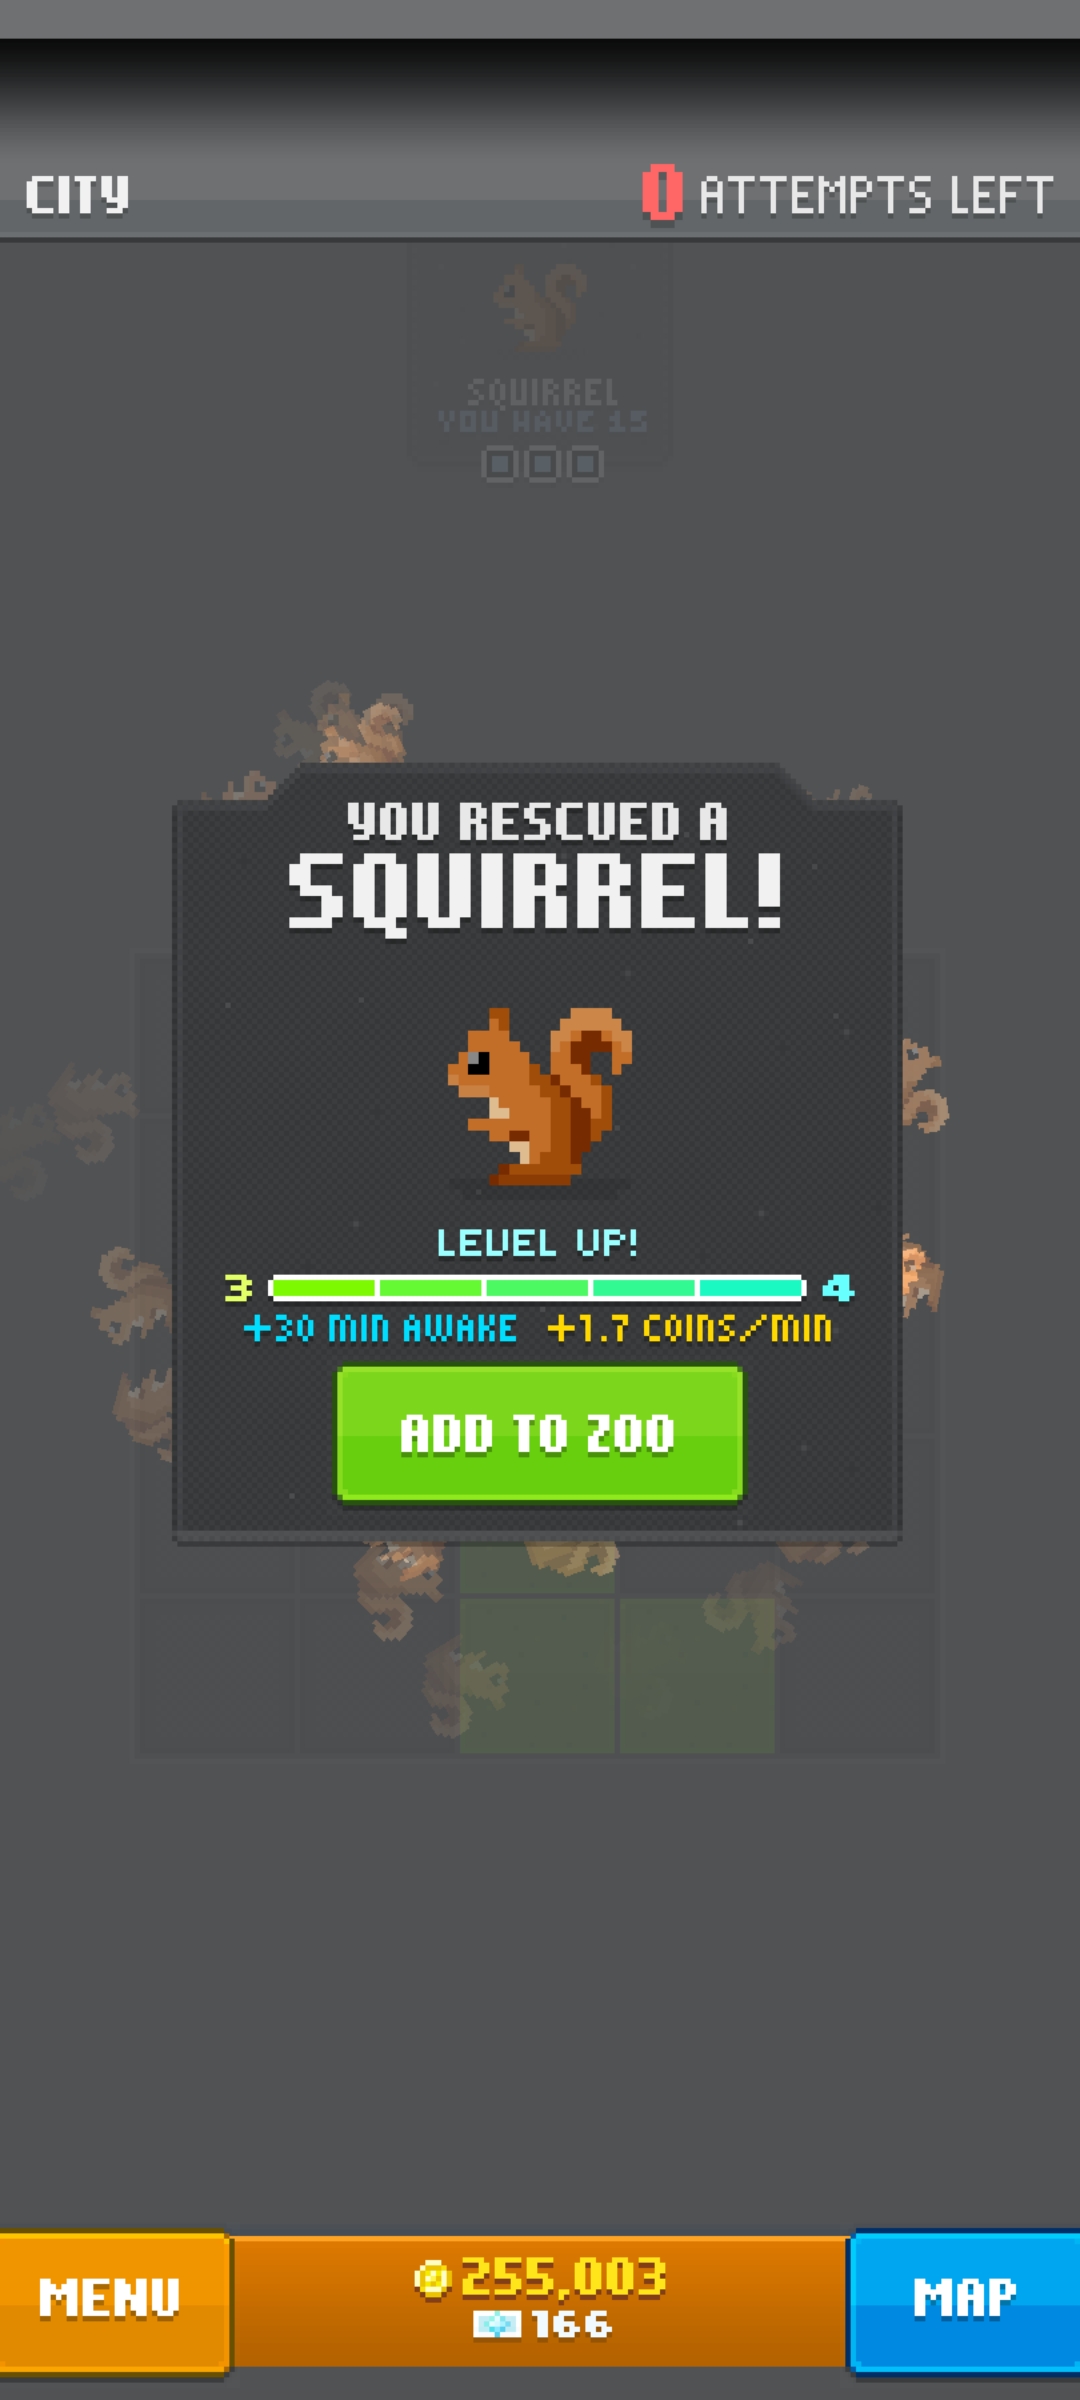 CITY
0 ATTEMPTS LEFT
SQUIRREL
YOU HAVE 15
YOU RESCUED A
SQUIRREL!
LEVEL UP!
3 4
+30 MIN AWAKE +1.7 COINS/MIN
ADD TO ZOO
MENU
255,003
166
MAP